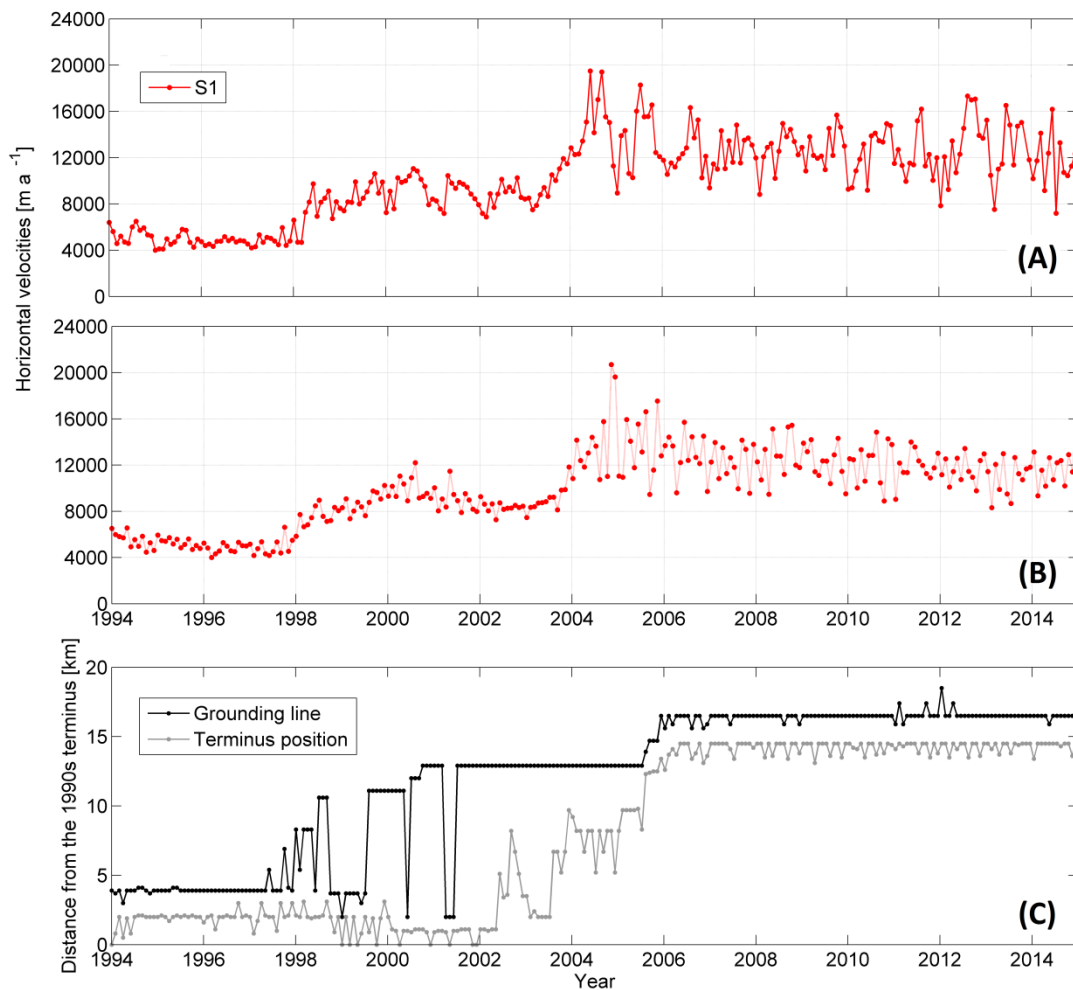 24000
20000
16000
12000
8000
4000
0
S1
(A)
Horizontal velocities [m a -1]
24000
20000
16000
12000
8000
4000
0
(B)
1994 1996 1998 2000 2002 2004 2006 2008 2010 2012 2014
Distance from the 1990s terminus [km]
20
15
10
5
0
Grounding line
Terminus position
(C)
1994 1996 1998 2000 2002 2004 2006 2008 2010 2012 2014
Year